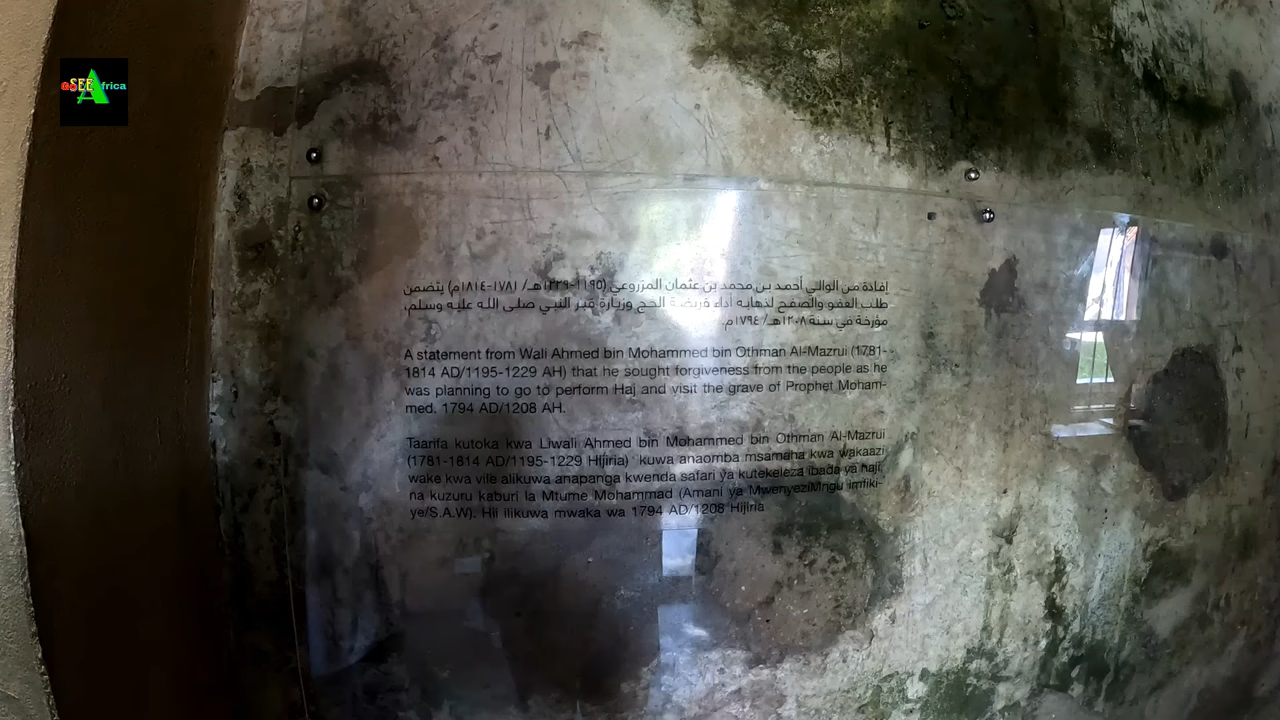 GO SEE Africa
إفادة من الوالي أحمد بن محمد بن عثمان المزروعي (١١٩٥-١٢٢٩هـ/ ١٧٨١-١٨١٤م) يتضمن
طلب العفو والصفح لذهابه أداء فريضة الحج وزيارة قبر النبي صلى الله عليه وسلم،
مؤرخة في سنة ١٢٠٨هـ/ ١٧٩٤م.
A statement from Wali Ahmed bin Mohammed bin Othman Al-Mazrui (1781-
1814 AD/1195-1229 AH) that he sought forgiveness from the people as he
was planning to go to perform Haj and visit the grave of Prophet Moham-
med. 1794 AD/1208 AH.
Taarifa kutoka kwa Liwali Ahmed bin Mohammed bin Othman Al-Mazrui
(1781-1814 AD/1195-1229 Hijiria) kuwa anaomba msamaha kwa wakaazi
wake kwa vile alikuwa anapanga kwenda safari ya kutekeleza ibada ya haji
na kuzuru kaburi la Mtume Mohammad (Amani ya MwenyeziMngu imfiki-
ye/S.A.W). Hii ilikuwa mwaka wa 1794 AD/1208 Hijiria